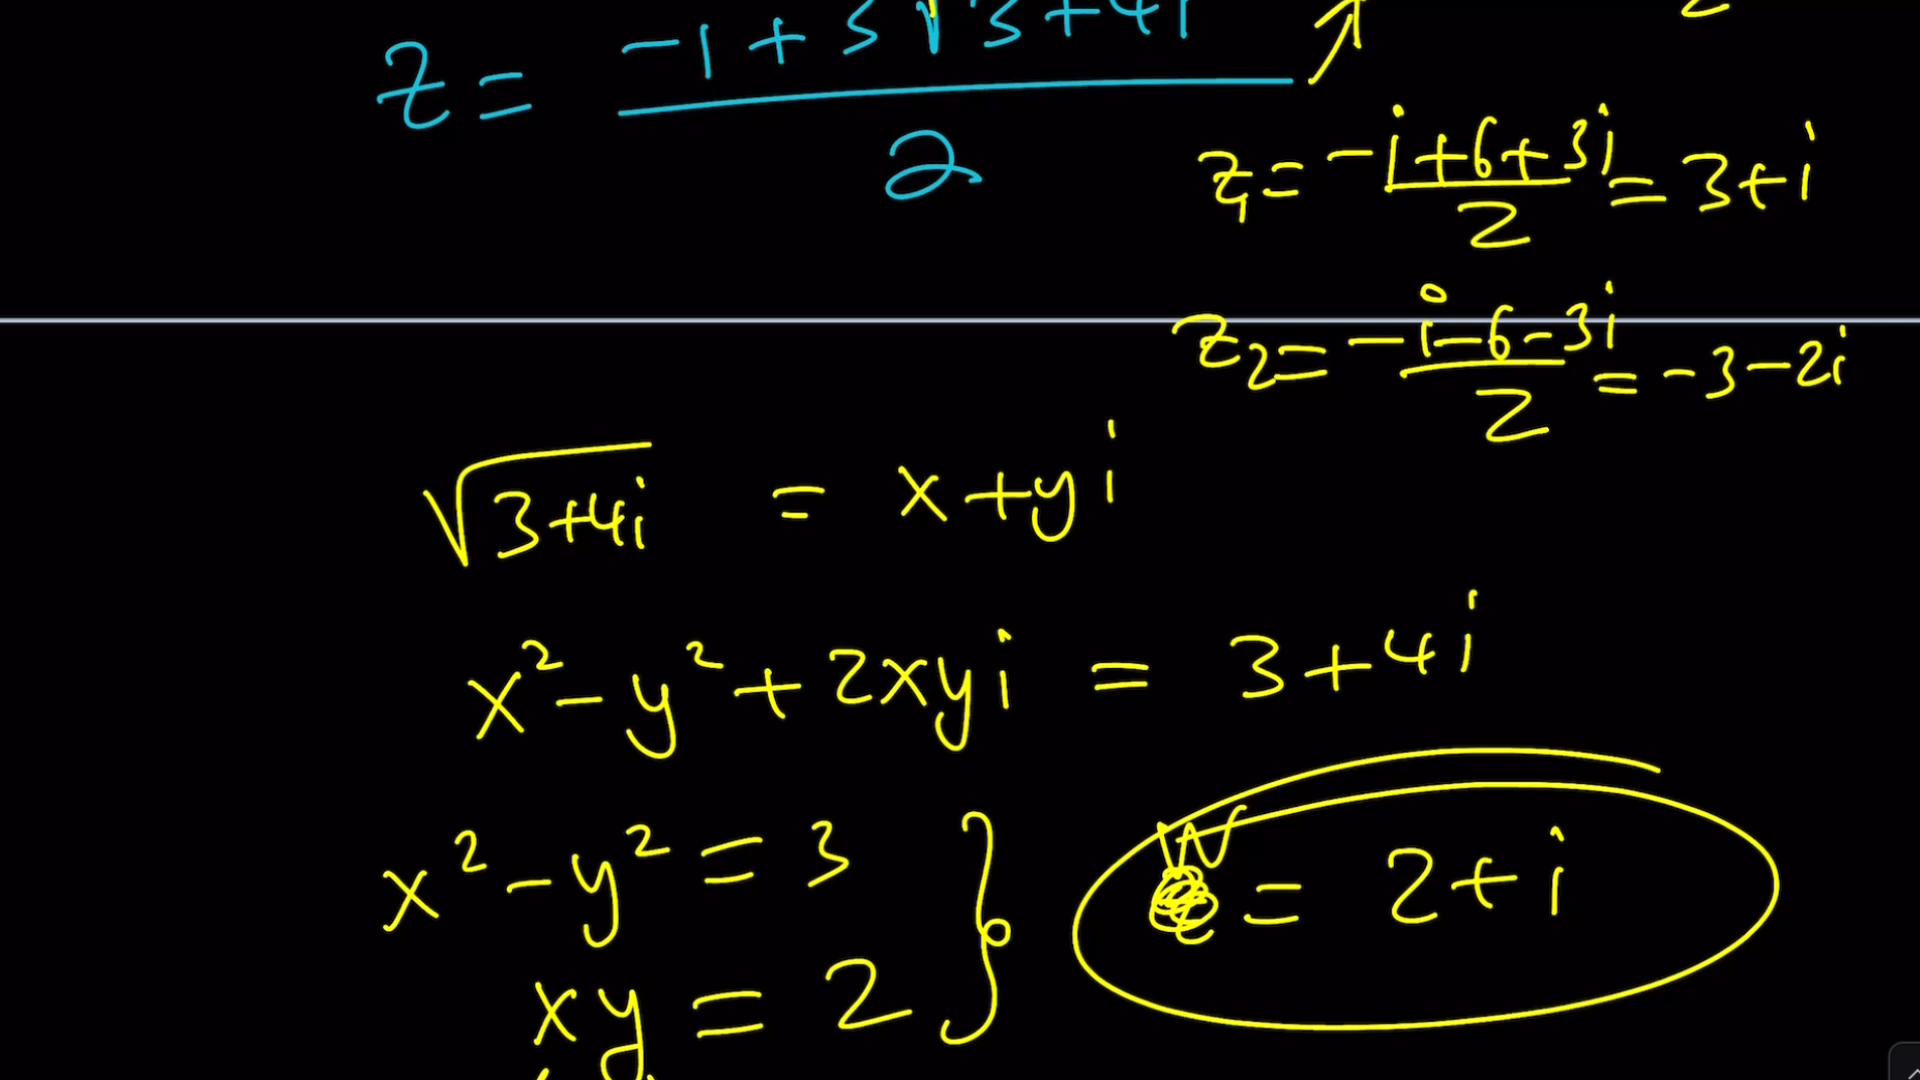 z = -1+3√3+4i / 2
z₁ = -i+6+3i / 2 = 3+i
z₂ = -i-6-3i / 2 = -3-2i
√3+4i = x+yi
x²-y²+2xyi = 3+4i
x²-y² = 3
w = 2+i
xy = 2